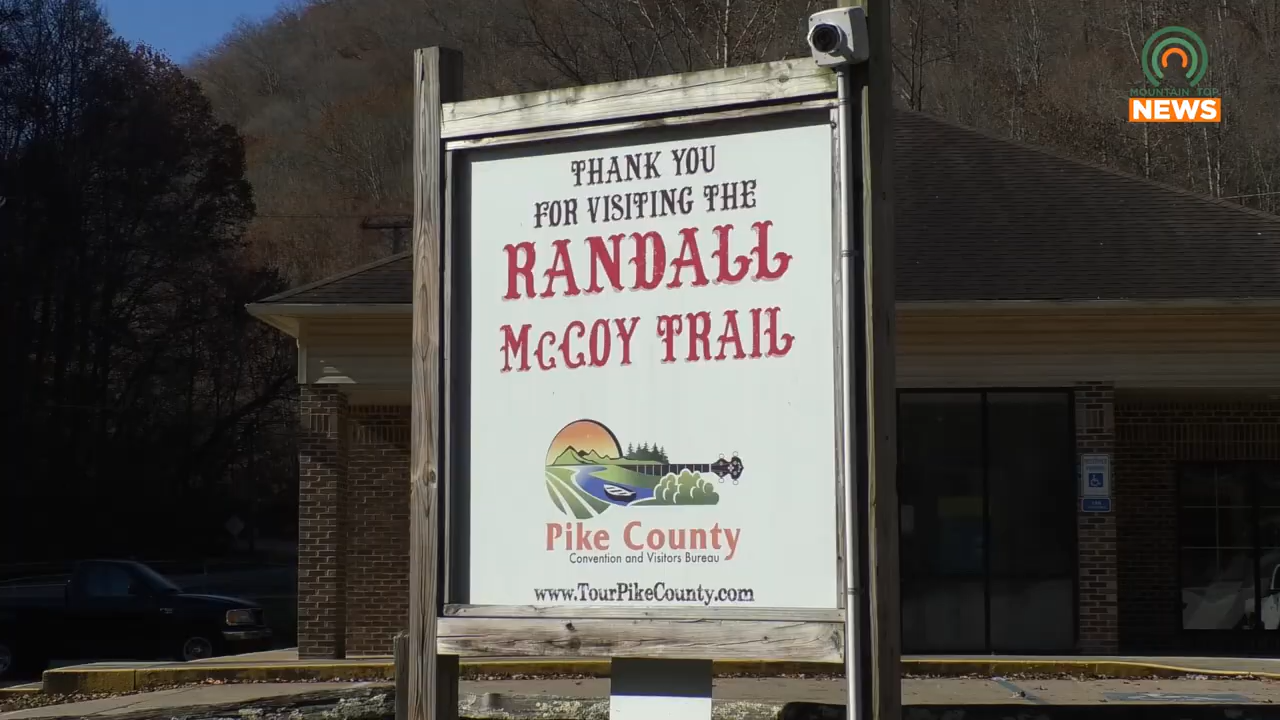 MOUNTAIN TOP
NEWS
THANK YOU
FOR VISITING THE
RANDALL
McCOY TRAIL
Pike County
Convention and Visitors Bureau
www.TourPikeCounty.com